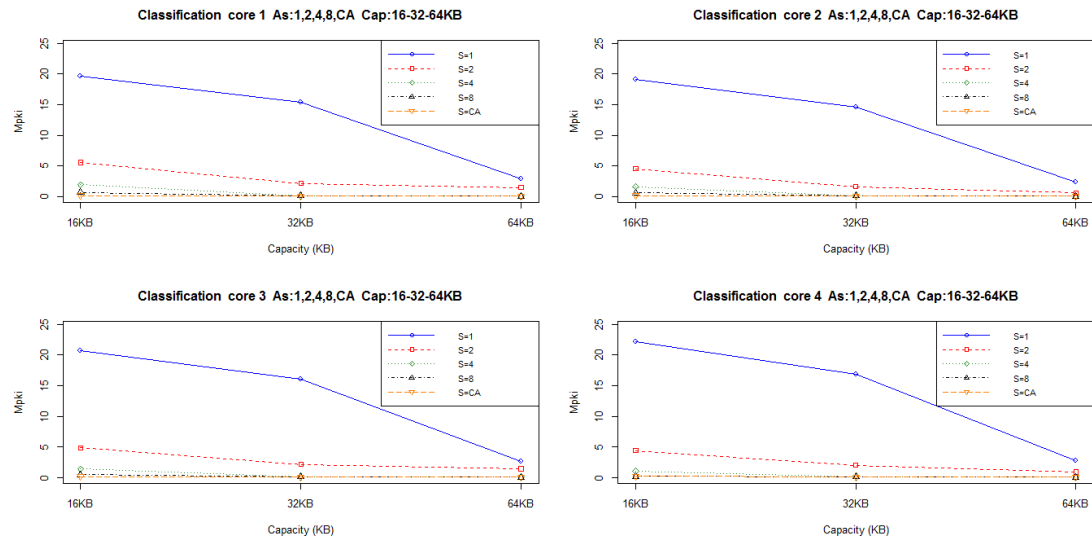 Classification core 1 As:1,2,4,8,CA Cap:16-32-64KB
25
20
15
10
5
0
Mpki
S=1
S=2
S=4
S=8
S=CA
16KB
32KB
64KB
Capacity (KB)
Classification core 2 As:1,2,4,8,CA Cap:16-32-64KB
25
20
15
10
5
0
Mpki
S=1
S=2
S=4
S=8
S=CA
16KB
32KB
64KB
Capacity (KB)
Classification core 3 As:1,2,4,8,CA Cap:16-32-64KB
25
20
15
10
5
0
Mpki
S=1
S=2
S=4
S=8
S=CA
16KB
32KB
64KB
Capacity (KB)
Classification core 4 As:1,2,4,8,CA Cap:16-32-64KB
25
20
15
10
5
0
Mpki
S=1
S=2
S=4
S=8
S=CA
16KB
32KB
64KB
Capacity (KB)